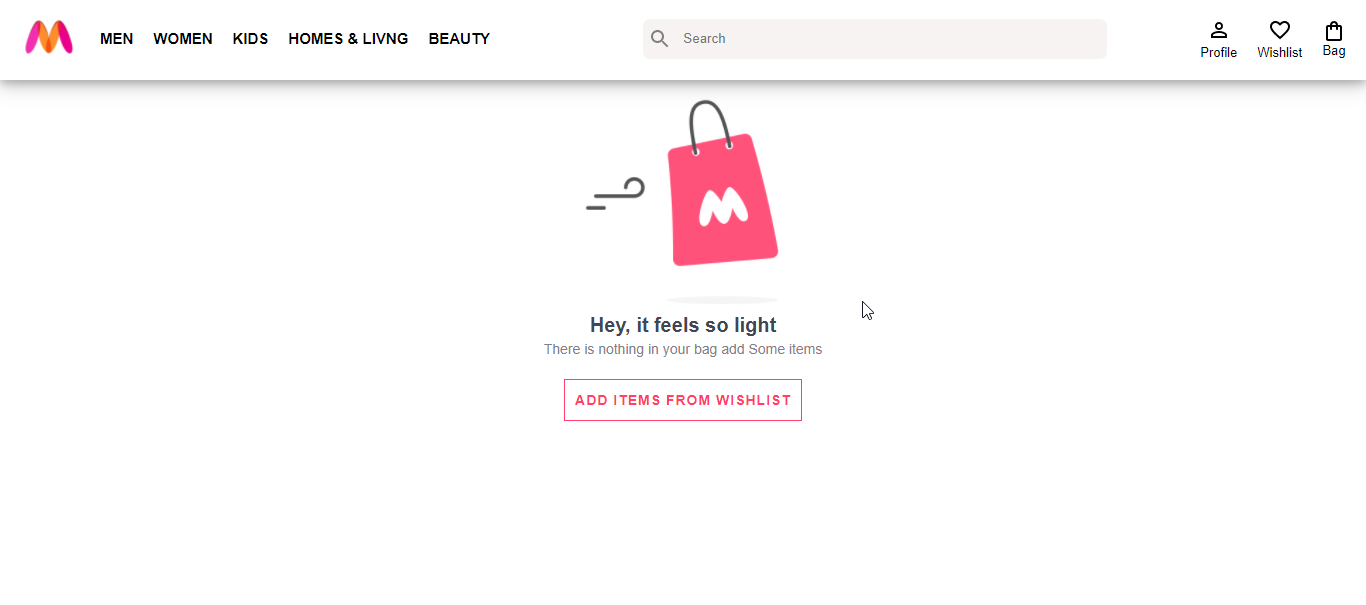 MEN WOMEN KIDS HOMES & LIVNG BEAUTY Search Profile Wishlist Bag
Hey, it feels so light
There is nothing in your bag add Some items
ADD ITEMS FROM WISHLIST